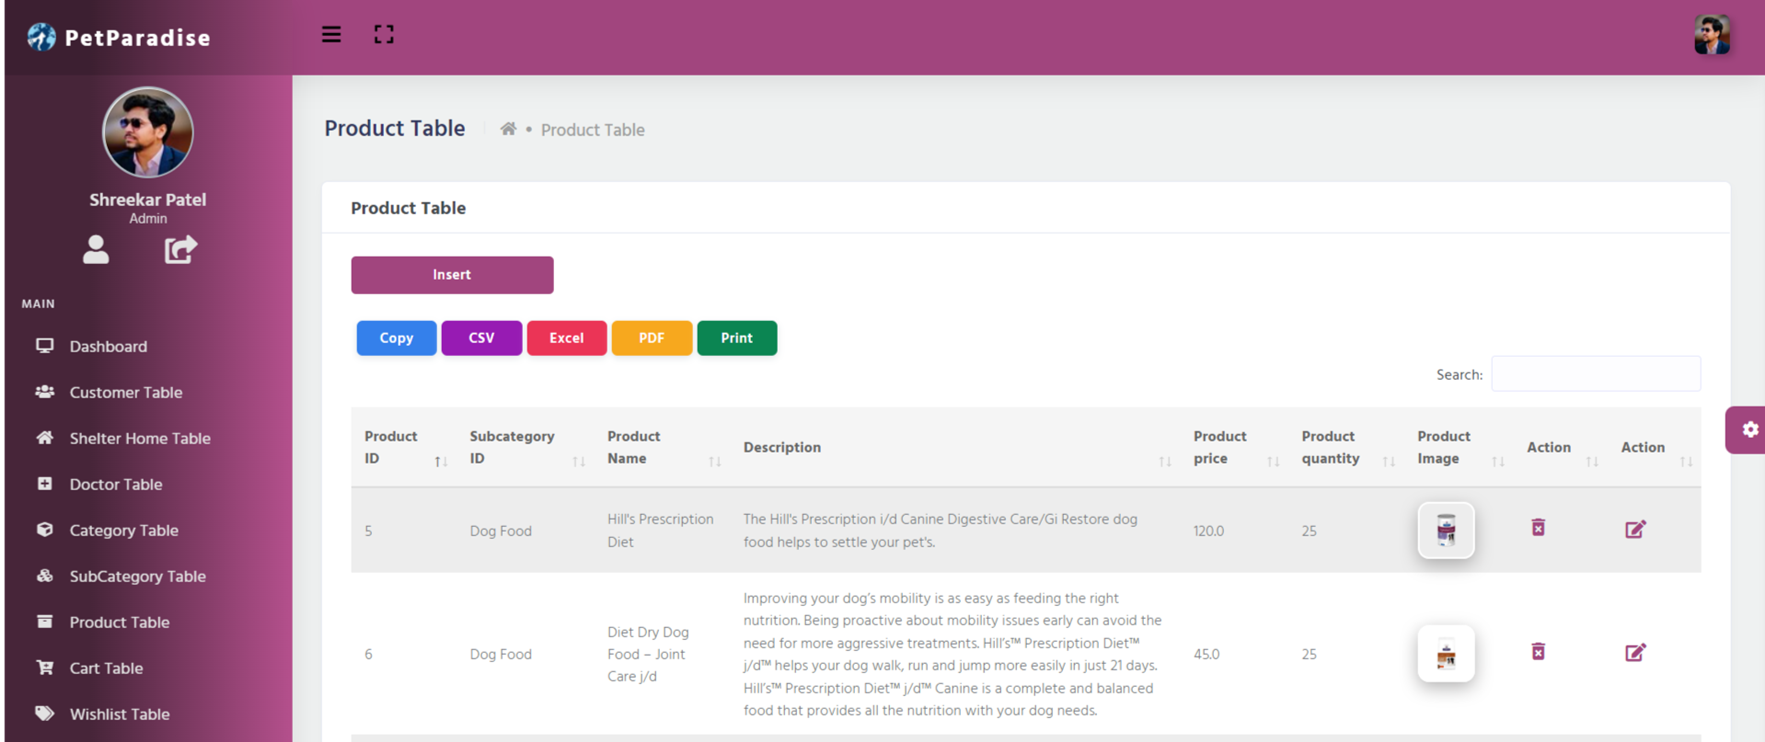 PetParadise
Shreekar Patel
Admin
MAIN
Dashboard
Customer Table
Shelter Home Table
Doctor Table
Category Table
SubCategory Table
Product Table
Cart Table
Wishlist Table
Product Table • Product Table
Product Table
Insert
Copy CSV Excel PDF Print
Search:
Product ID
Subcategory ID
Product Name
Description
Product price
Product quantity
Product Image
Action
Action
5
Dog Food
Hill's Prescription
Diet
The Hill's Prescription i/d Canine Digestive Care/Gi Restore dog
food helps to settle your pet's.
120.0
25
6
Dog Food
Diet Dry Dog
Food – Joint
Care j/d
Improving your dog’s mobility is as easy as feeding the right
nutrition. Being proactive about mobility issues early can avoid the
need for more aggressive treatments. Hill’s™ Prescription Diet™
j/d™ helps your dog walk, run and jump more easily in just 21 days.
Hill’s™ Prescription Diet™ j/d™ Canine is a complete and balanced
food that provides all the nutrition with your dog needs.
45.0
25